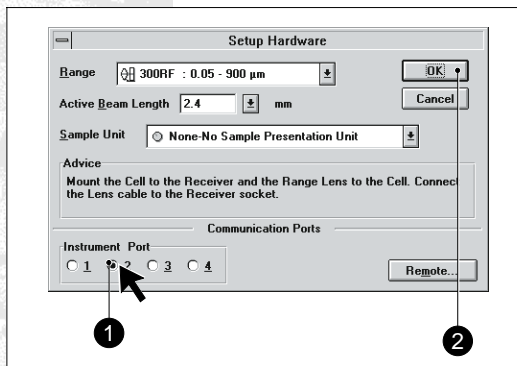 Setup Hardware
Range 300RF : 0.05 - 900 µm
OK
Active Beam Length 2.4 mm
Cancel
Sample Unit None-No Sample Presentation Unit
Advice
Mount the Cell to the Receiver and the Range Lens to the Cell. Connect
the Lens cable to the Receiver socket.
Communication Ports
Instrument Port
1 2 3 4
Remote...
1
2